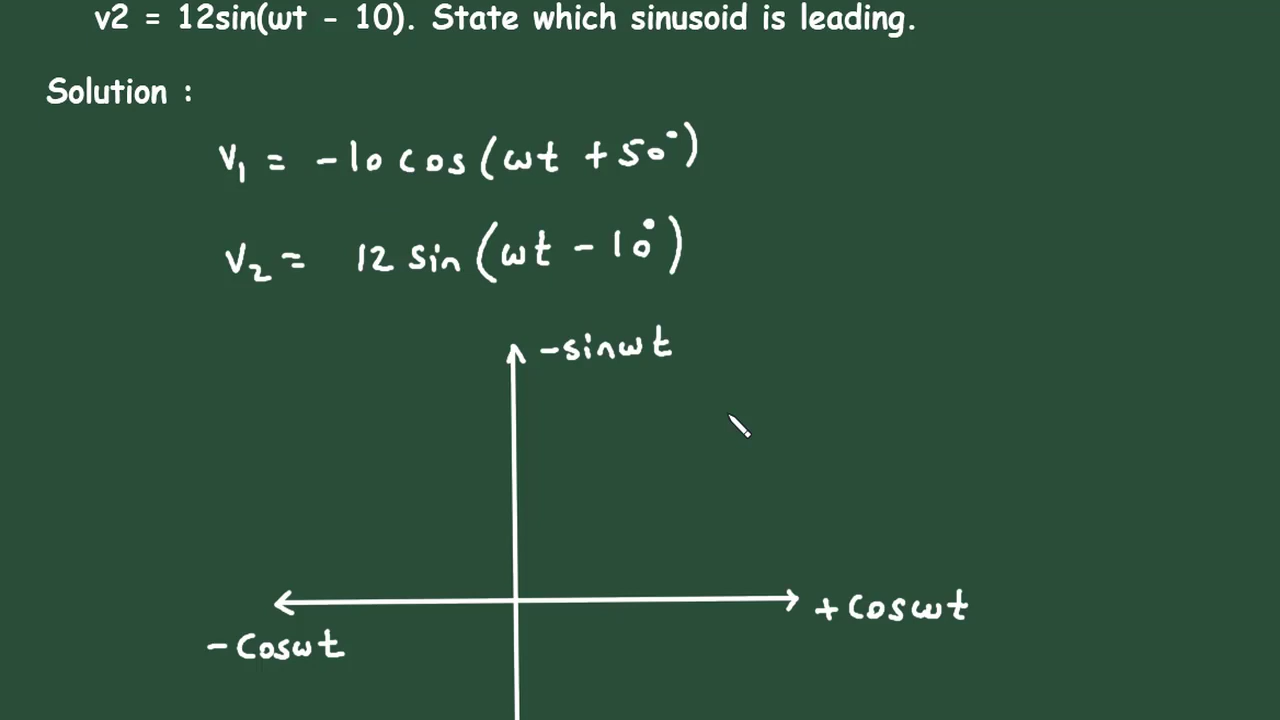 v2 = 12sin(ωt - 10). State which sinusoid is leading.
Solution :
v₁ = -10 cos(ωt + 50°)
v₂ = 12 sin(ωt - 10°)
-sinωt
+ cosωt
- cosωt